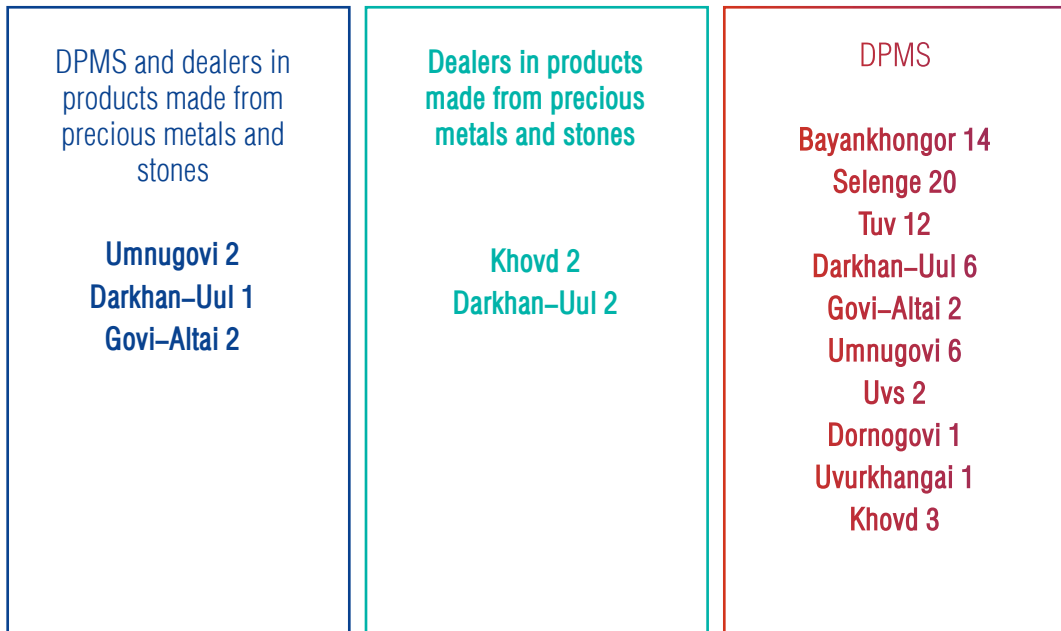 DPMS and dealers in
products made from
precious metals and
stones
Umnugovi 2
Darkhan–Uul 1
Govi–Altai 2
Dealers in products
made from precious
metals and stones
Khovd 2
Darkhan–Uul 2
DPMS
Bayankhongor 14
Selenge 20
Tuv 12
Darkhan–Uul 6
Govi–Altai 2
Umnugovi 6
Uvs 2
Dornogovi 1
Uvurkhangai 1
Khovd 3